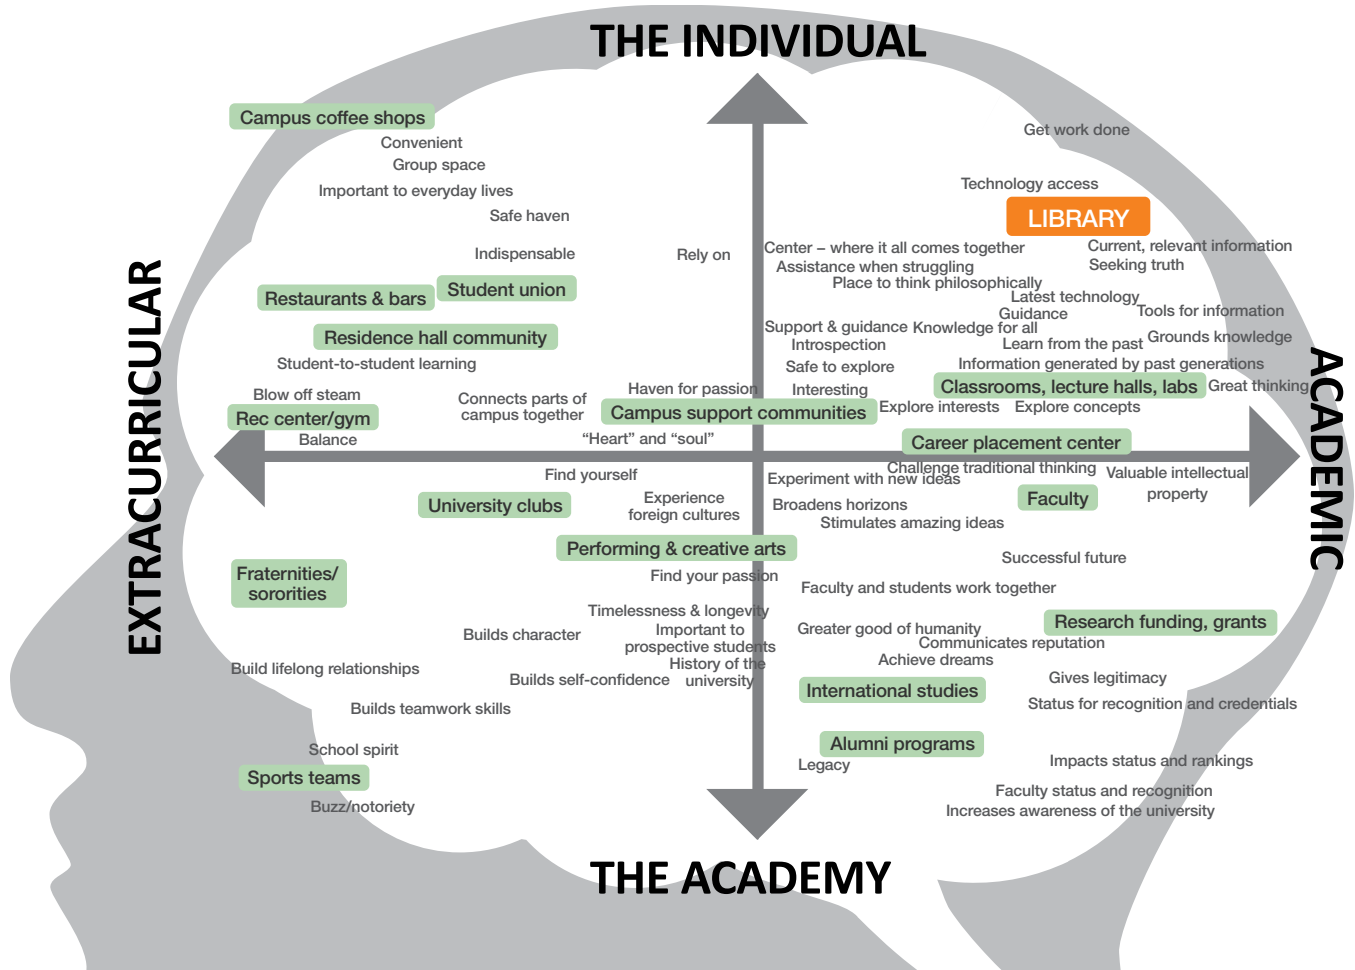 THE INDIVIDUAL
Campus coffee shops
Convenient
Group space
Important to everyday lives
Safe haven
Indispensable
Restaurants & bars
Student union
Residence hall community
Student-to-student learning
Blow off steam
Rec center/gym
Balance
Connects parts of
campus together
Rely on
Haven for passion
Campus support communities
"Heart" and "soul"
Get work done
Technology access
LIBRARY
Center – where it all comes together
Current, relevant information
Assistance when struggling
Seeking truth
Place to think philosophically
Latest technology
Guidance
Tools for information
Support & guidance
Knowledge for all
Introspection
Learn from the past
Grounds knowledge
Safe to explore
Information generated by past generations
Interesting
Classrooms, lecture halls, labs
Great thinking
Explore interests
Explore concepts
Career placement center
EXTRACURRICULAR
ACADEMIC
Find yourself
University clubs
Experience
foreign cultures
Performing & creative arts
Find your passion
Fraternities/
sororities
Timelessness & longevity
Builds character
Important to
prospective students
History of the
university
Build lifelong relationships
Builds self-confidence
Builds teamwork skills
School spirit
Sports teams
Buzz/notoriety
Challenge traditional thinking
Experiment with new ideas
Valuable intellectual
property
Faculty
Broadens horizons
Stimulates amazing ideas
Successful future
Faculty and students work together
Research funding, grants
Greater good of humanity
Communicates reputation
Achieve dreams
Gives legitimacy
International studies
Status for recognition and credentials
Alumni programs
Legacy
Impacts status and rankings
Faculty status and recognition
Increases awareness of the university
THE ACADEMY